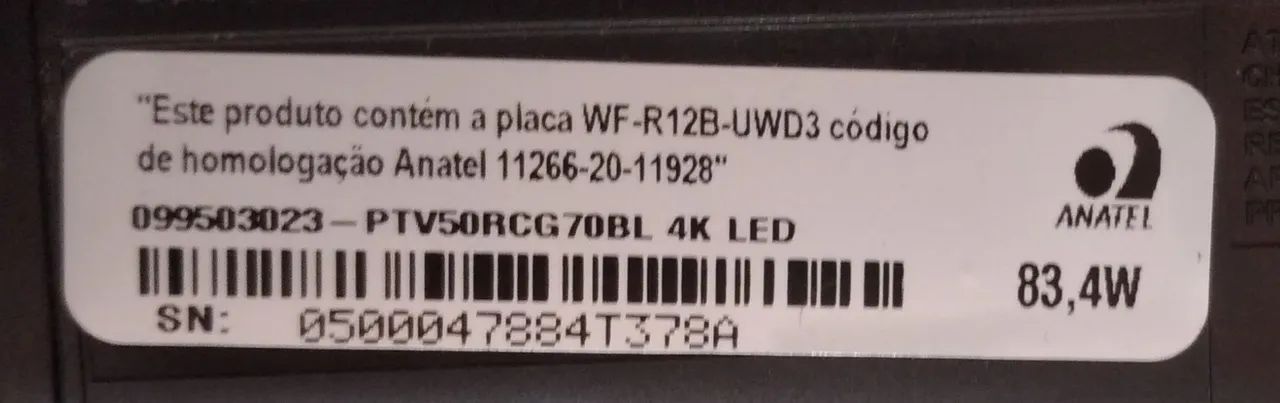 "Este produto contém a placa WF-R12B-UWD3 código
de homologação Anatel 11266-20-11928"
ANATEL
099503023-PTV50RCG70BL 4K LED
83,4W
SN: 0500047884T378A